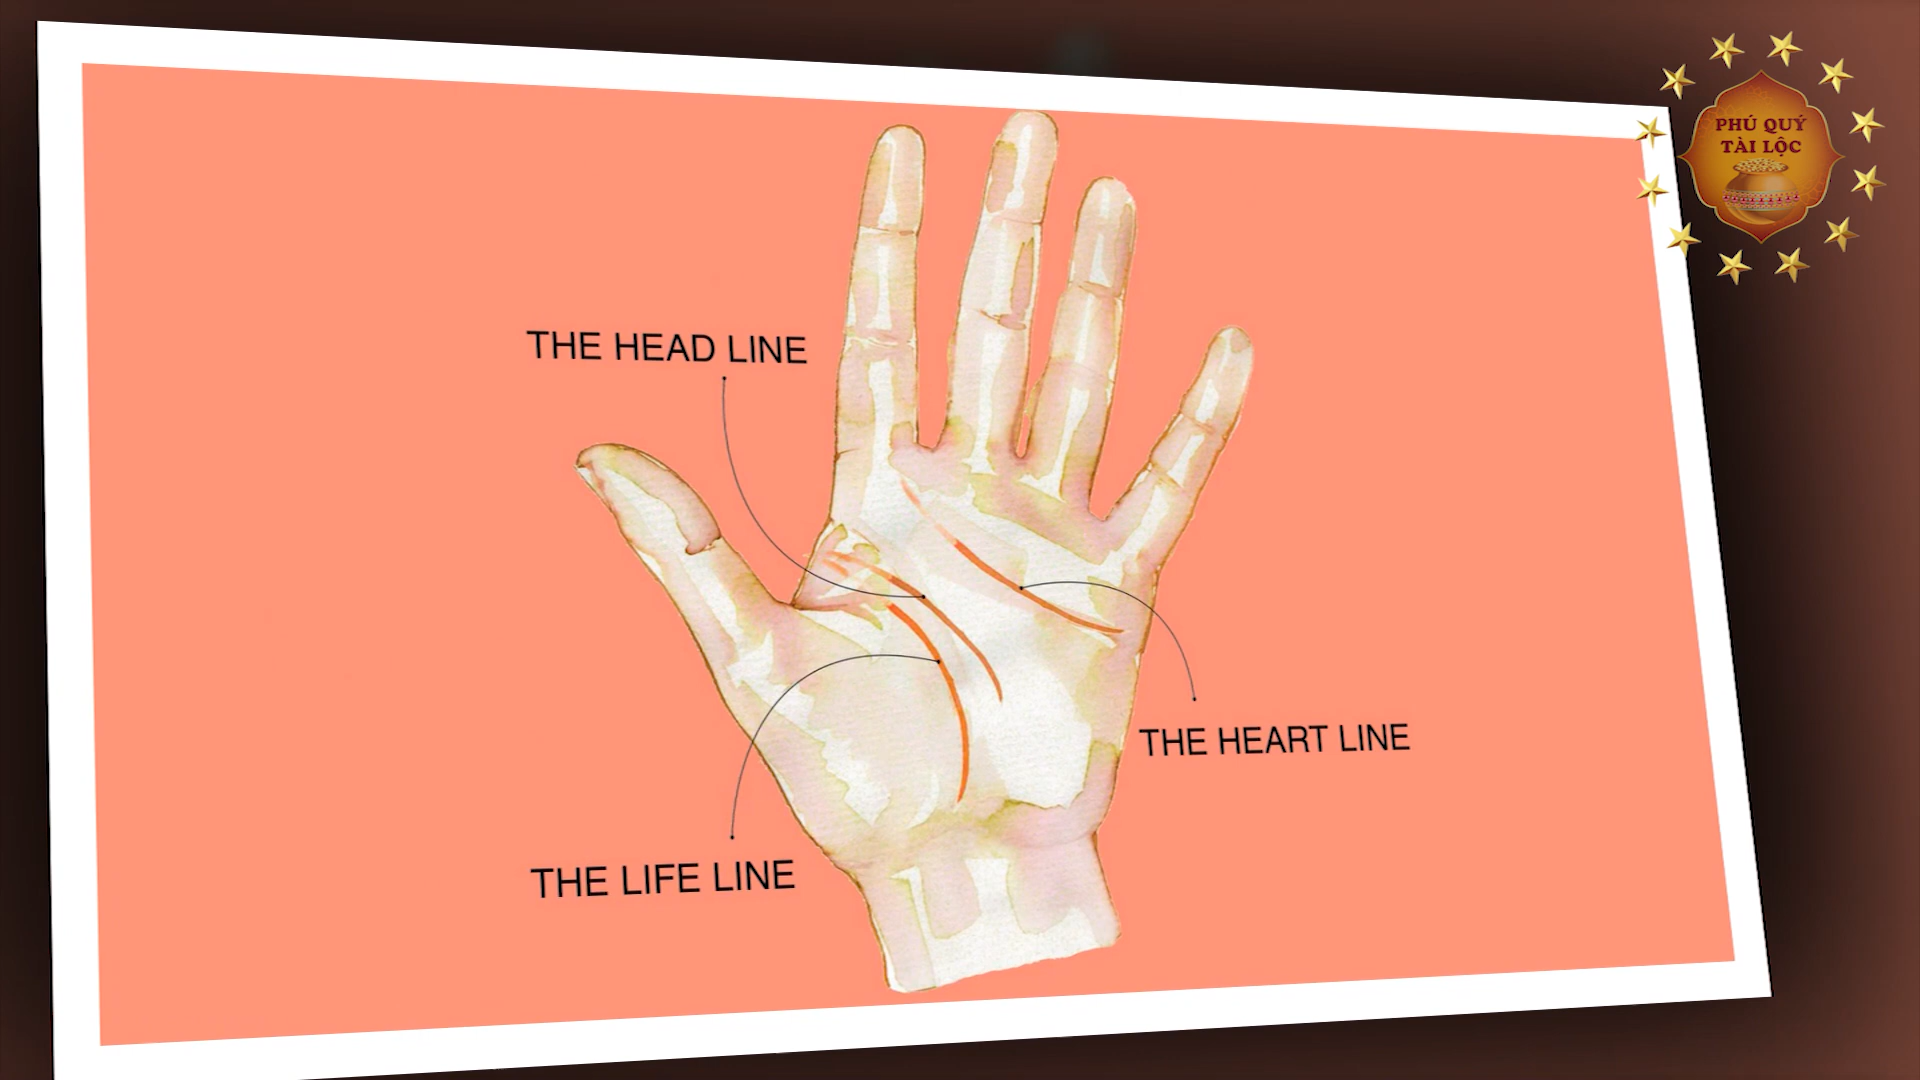 PHÚ QUÝ
TÀI LỘC
THE HEAD LINE
THE HEART LINE
THE LIFE LINE